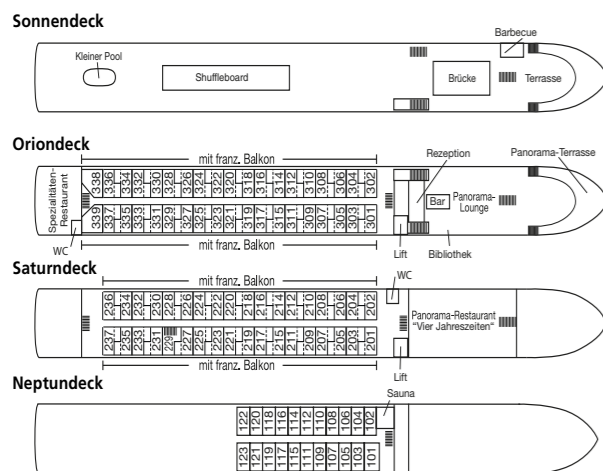 Sonnendeck
Barbecue
Kleiner Pool
Shuffleboard
Brücke
Terrasse
Oriondeck
mit franz. Balkon
Rezeption
Panorama-Terrasse
Spezialitäten-
Restaurant
338 336 334 332 330 328 326 324 322 320 318 316 314 312 310 308 306 304 302
339 337 335 333 331 329 327 325 323 321 319 317 315 311 309 307 305 303 301
Bar
Panorama-
Lounge
WC
mit franz. Balkon
Lift
Bibliothek
Saturndeck
mit franz. Balkon
WC
236 234 232 230 228 226 224 222 220 218 216 214 212 210 208 206 204 202
237 235 233 231 229 227 225 223 221 219 217 215 211 209 207 205 203 201
Panorama-Restaurant
"Vier Jahreszeiten"
mit franz. Balkon
Lift
Neptundeck
Sauna
122 120 118 116 114 112 110 108 106 104 102
123 121 119 117 115 111 109 107 105 103 101